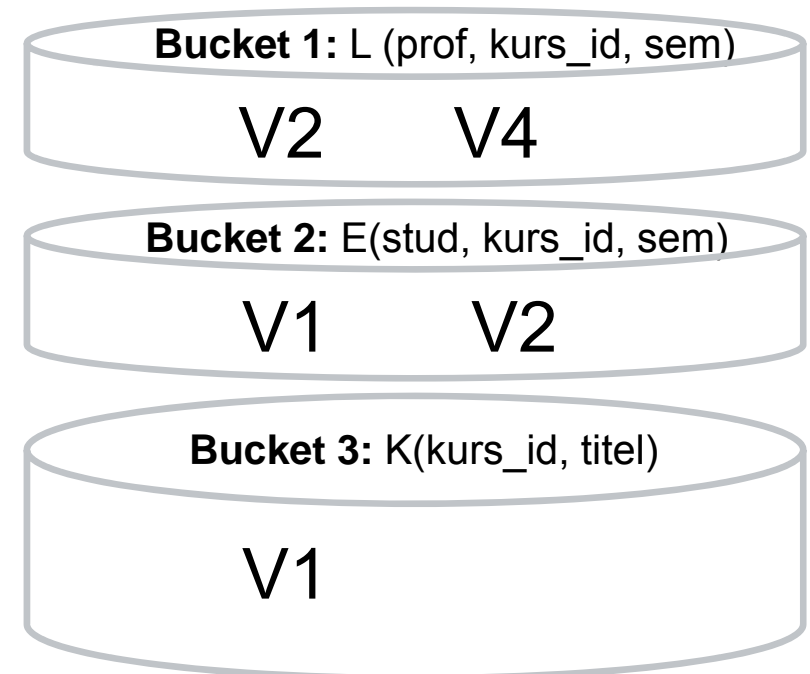 Bucket 1: L (prof, kurs_id, sem)
V2 V4
Bucket 2: E(stud, kurs_id, sem)
V1 V2
Bucket 3: K(kurs_id, titel)
V1